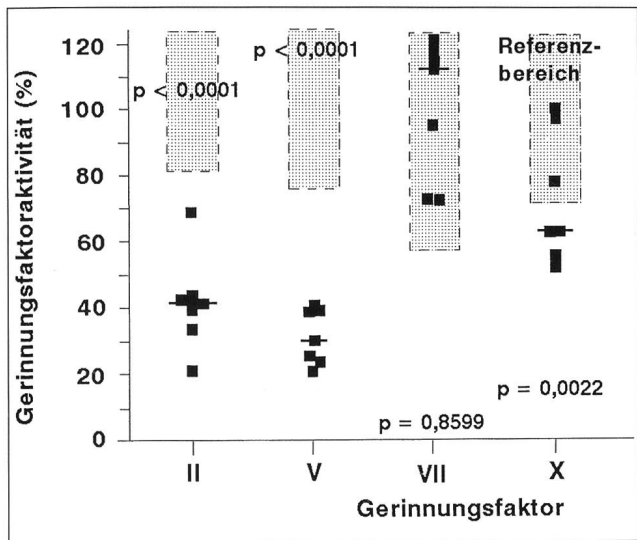 Gerinnungsfaktoraktivität (%)
120
100
80
60
40
20
0
p < 0,0001
p < 0,0001
Referenz-
bereich
p = 0,8599
p = 0,0022
II
V
VII
X
Gerinnungsfaktor